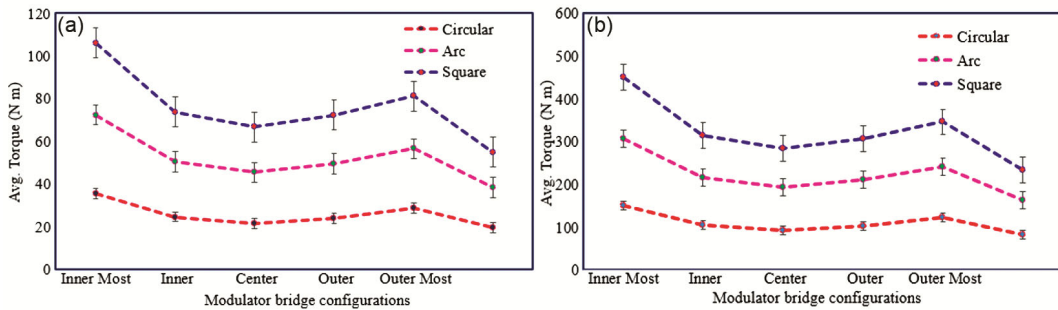 (a)
Avg. Torque (N m)
120
100
80
60
40
20
0
Circular
Arc
Square
Inner Most Inner Center Outer Outer Most
Modulator bridge configurations
(b)
Avg. Torque (N m)
600
500
400
300
200
100
0
Circular
Arc
Square
Inner Most Inner Center Outer Outer Most
Modulator bridge configurations